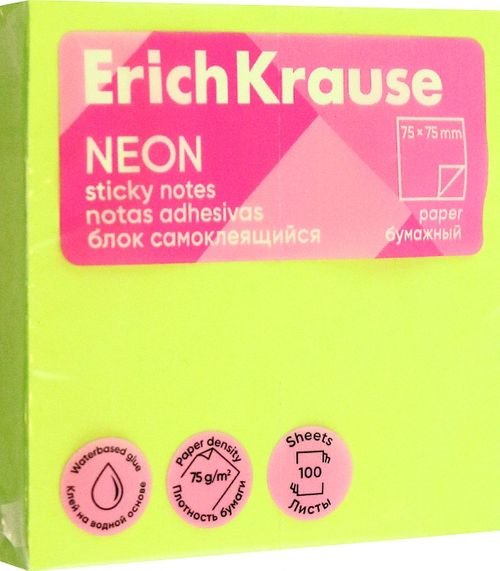 ErichKrause
NEON
sticky notes
notas adhesivas
блок самоклеящийся
75 × 75 mm
paper
бумажный
Waterbased glue
Клей на водной основе
Paper density
75 g/m²
Плотность бумаги
Sheets
100
Листы